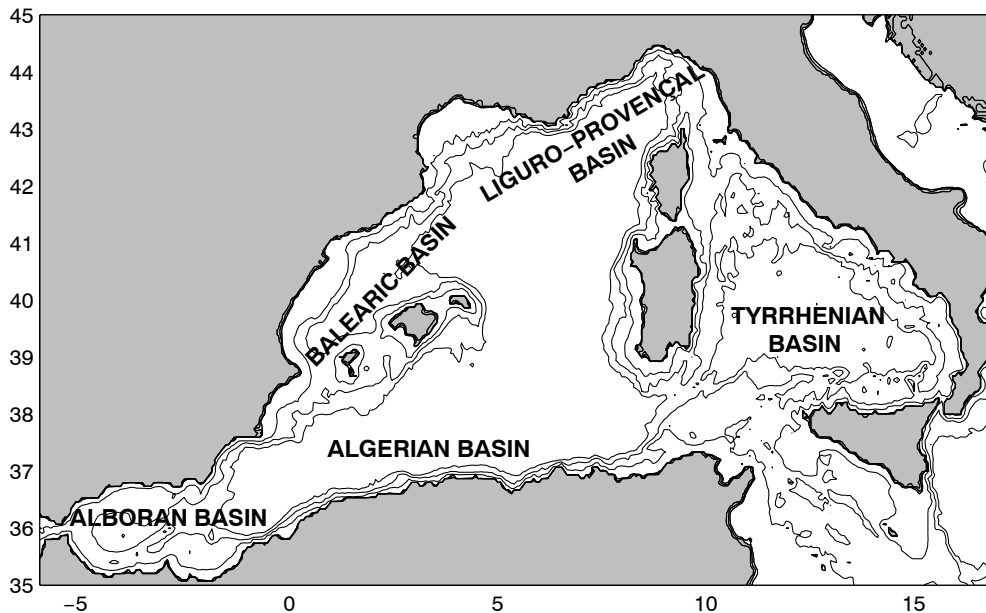 45
44
43
42
41
40
39
38
37
36
35
LIGURO−PROVENÇAL
BASIN
BALEARIC BASIN
TYRRHENIAN
BASIN
ALGERIAN BASIN
ALBORAN BASIN
−5 0 5 10 15